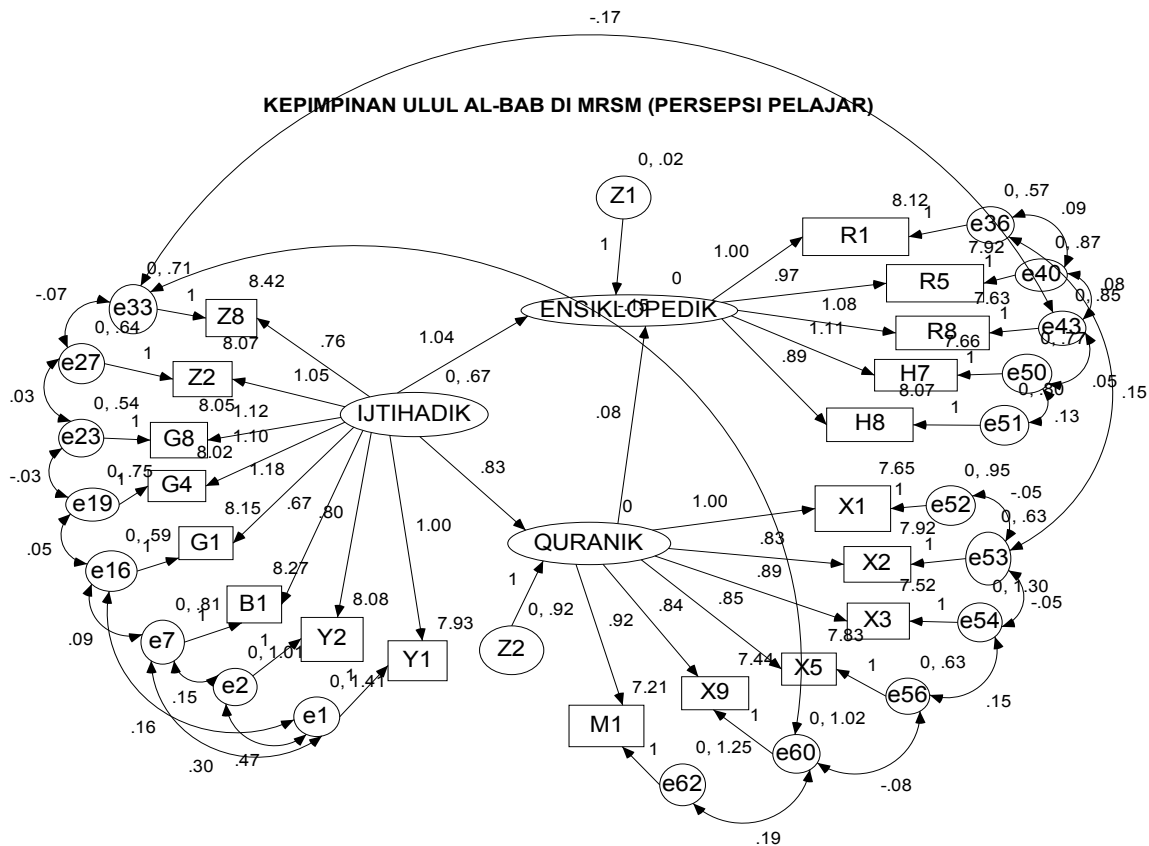 -.17
KEPIMPINAN ULUL AL-BAB DI MRSM (PERSEPSI PELAJAR)
0, .02
Z1
1
0
ENSIKLOPEDIK
-.15
8.12
1
0, .57
e36
.09
1.00
R1
7.92
1
0, .87
e40
.08
.97
R5
7.63
1
0, .85
e43
1.08
R8
7.66
1
0, .77
e50
.05
.15
1.11
H7
8.07
1
0, .80
e51
.13
.89
H8
0, .71
8.42
-.07
e33
1
Z8
.76
1.04
0, .67
0, .64
8.07
e27
1
Z2
1.05
IJTIHADIK
.03
0, .54
8.05
e23
1
G8
1.12
.08
8.02
1.10
-.03
0, .75
1
e19
G4
1.18
.83
8.15
.67
.80
1.00
.05
0, .59
1
e16
G1
0
QURANIK
1
0, .92
Z2
8.27
0, .81
1
B1
.09
e7
8.08
1
Y2
0, 1.01
.15
e2
7.93
1
Y1
0, 1.41
.16
e1
.47
.30
7.65
1
0, .95
e52
-.05
1.00
X1
7.92
1
0, .63
e53
.83
X2
7.52
1
0, 1.30
e54
-.05
.89
X3
7.83
1
0, .63
e56
.15
.85
X5
7.44
.84
X9
1
0, 1.02
e60
-.08
.92
7.21
M1
1
0, 1.25
e62
.19